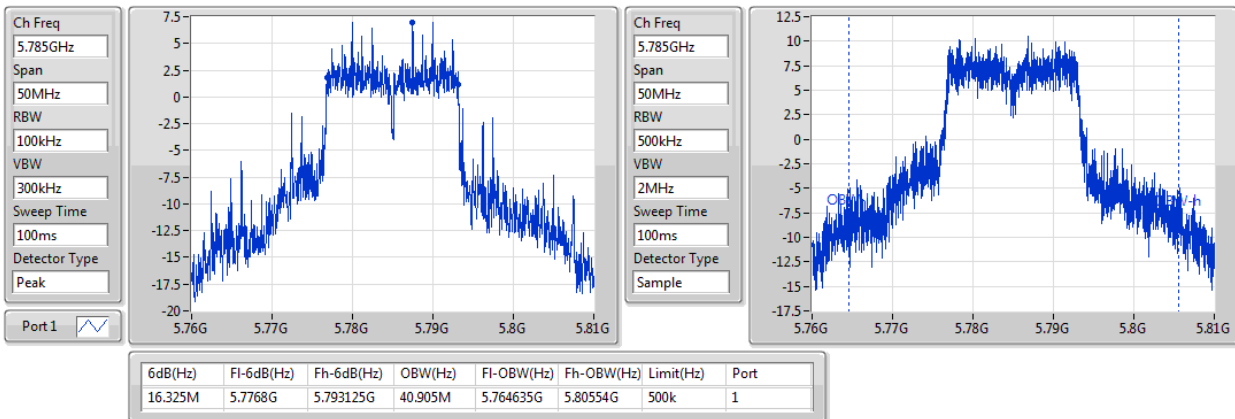 Ch Freq
5.785GHz
Span
50MHz
RBW
100kHz
VBW
300kHz
Sweep Time
100ms
Detector Type
Peak
Port 1
7.5
5
2.5
0
-2.5
-5
-7.5
-10
-12.5
-15
-17.5
-20
5.76G 5.77G 5.78G 5.79G 5.8G 5.81G
Ch Freq
5.785GHz
Span
50MHz
RBW
500kHz
VBW
2MHz
Sweep Time
100ms
Detector Type
Sample
12.5
10
7.5
5
2.5
0
-2.5
-5
-7.5
-10
-12.5
-15
-17.5
5.76G 5.77G 5.78G 5.79G 5.8G 5.81G
6dB(Hz) Fl-6dB(Hz) Fh-6dB(Hz) OBW(Hz) Fl-OBW(Hz) Fh-OBW(Hz) Limit(Hz) Port
16.325M 5.7768G 5.793125G 40.905M 5.764635G 5.80554G 500k 1